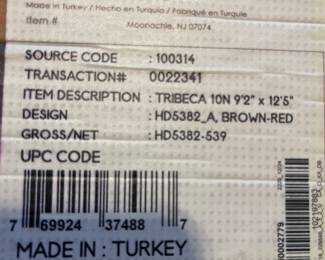 Made in Turkey / Hecho en Turquia / Fabriqué en Turquie
Item #
Moonachie, NJ 07074
SOURCE CODE : 100314
TRANSACTION# 0022341
ITEM DESCRIPTION : TRIBECA 10N 9'2" x 12'5"
DESIGN : HD5382_A, BROWN-RED
GROSS/NET : HD5382-539
UPC CODE
7 69924 37488 7
MADE IN : TURKEY